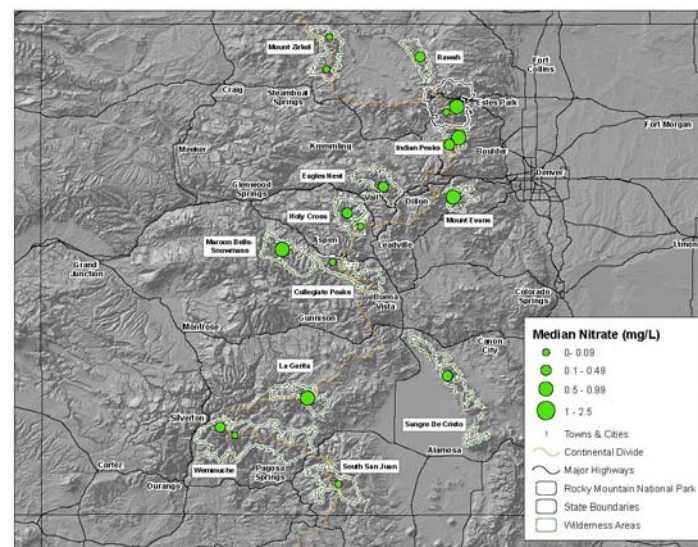 Mount Zirkel
Rawah
Fort
Collins
Craig
Steamboat
Springs
Estes Park
Fort Morgan
Meeker
Kremmling
Indian Peaks
Boulder
Eagles Nest
Glenwood
Springs
Vail
Dillon
Denver
Holy Cross
Mount Evans
Maroon Bells-
Snowmass
Aspen
Leadville
Limon
Grand
Junction
Collegiate Peaks
Buena
Vista
Colorado
Springs
Gunnison
Montrose
Canon
City
La Garita
Silverton
Sangre De Cristo
Alamosa
Cortez
Weminuche
Pagosa
Springs
South San Juan
Durango
Median Nitrate (mg/L)
0- 0.09
0.1 - 0.49
0.5 - 0.99
1 - 2.5
Towns & Cities
Continental Divide
Major Highways
Rocky Mountain National Park
State Boundaries
Wilderness Areas